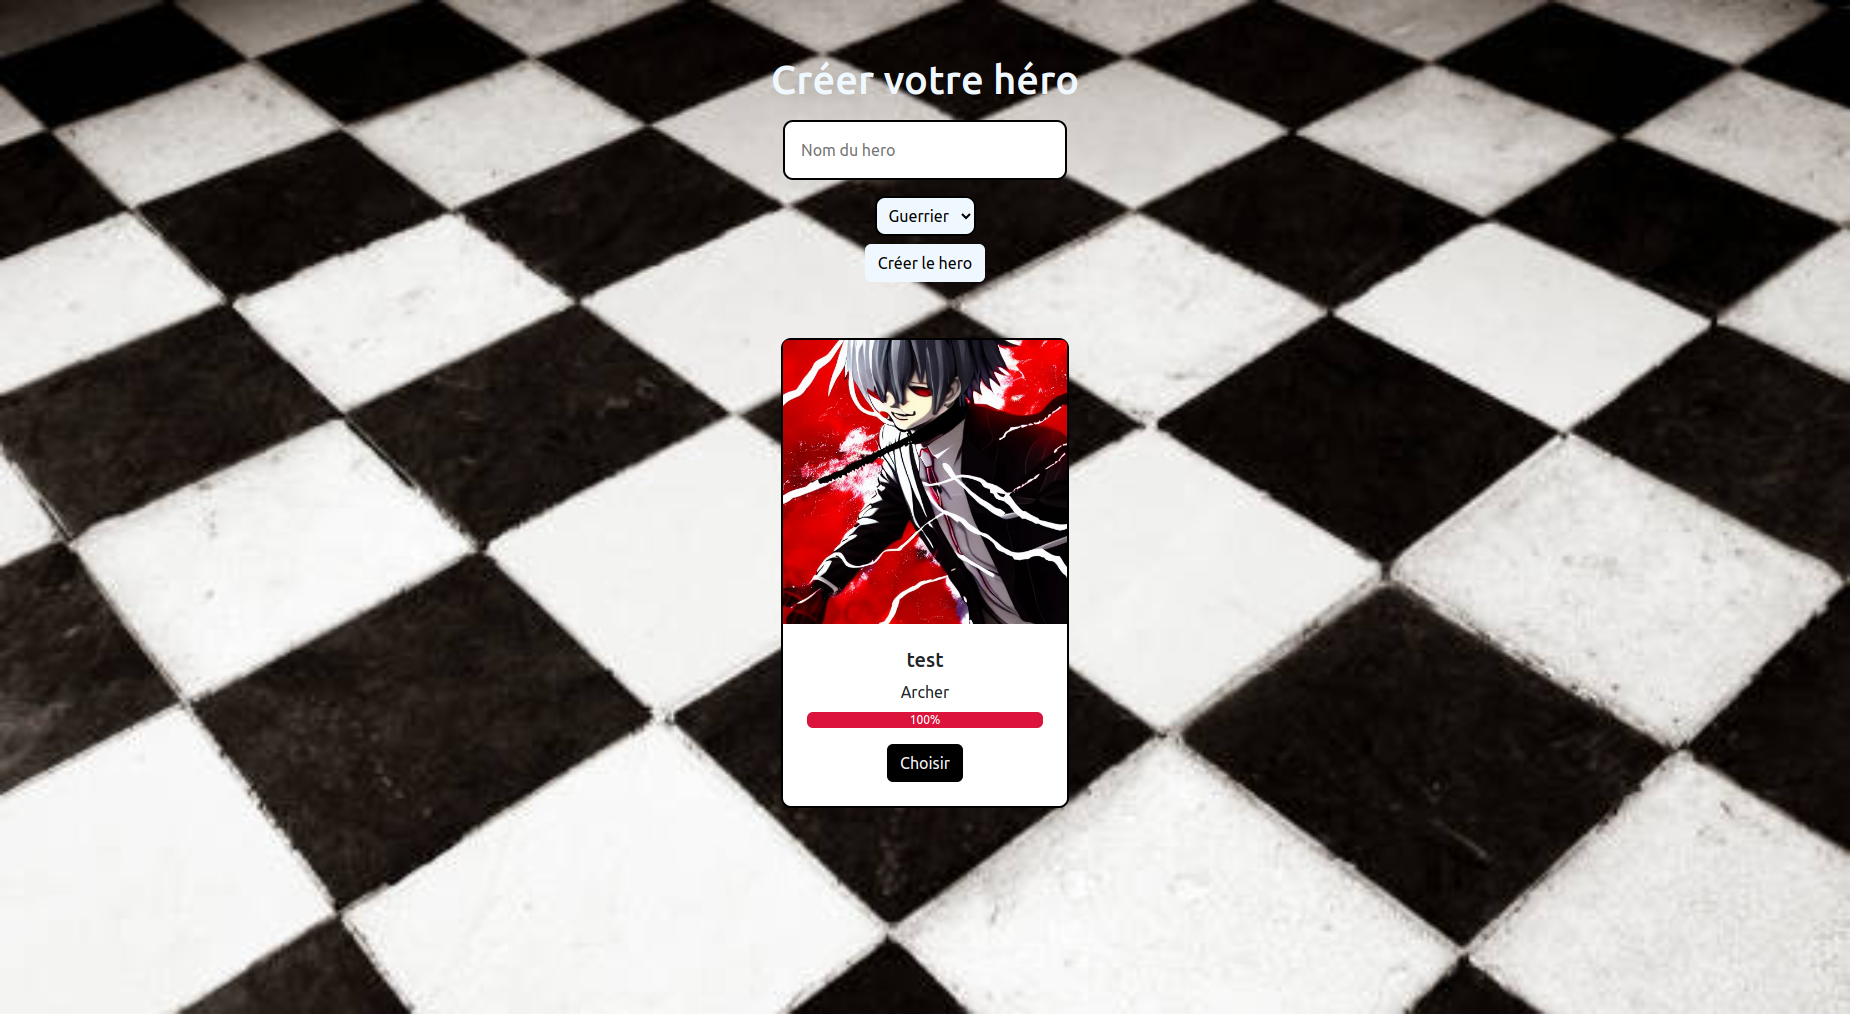 Créer votre héro
Nom du hero
Guerrier
Créer le hero
test
Archer
100%
Choisir